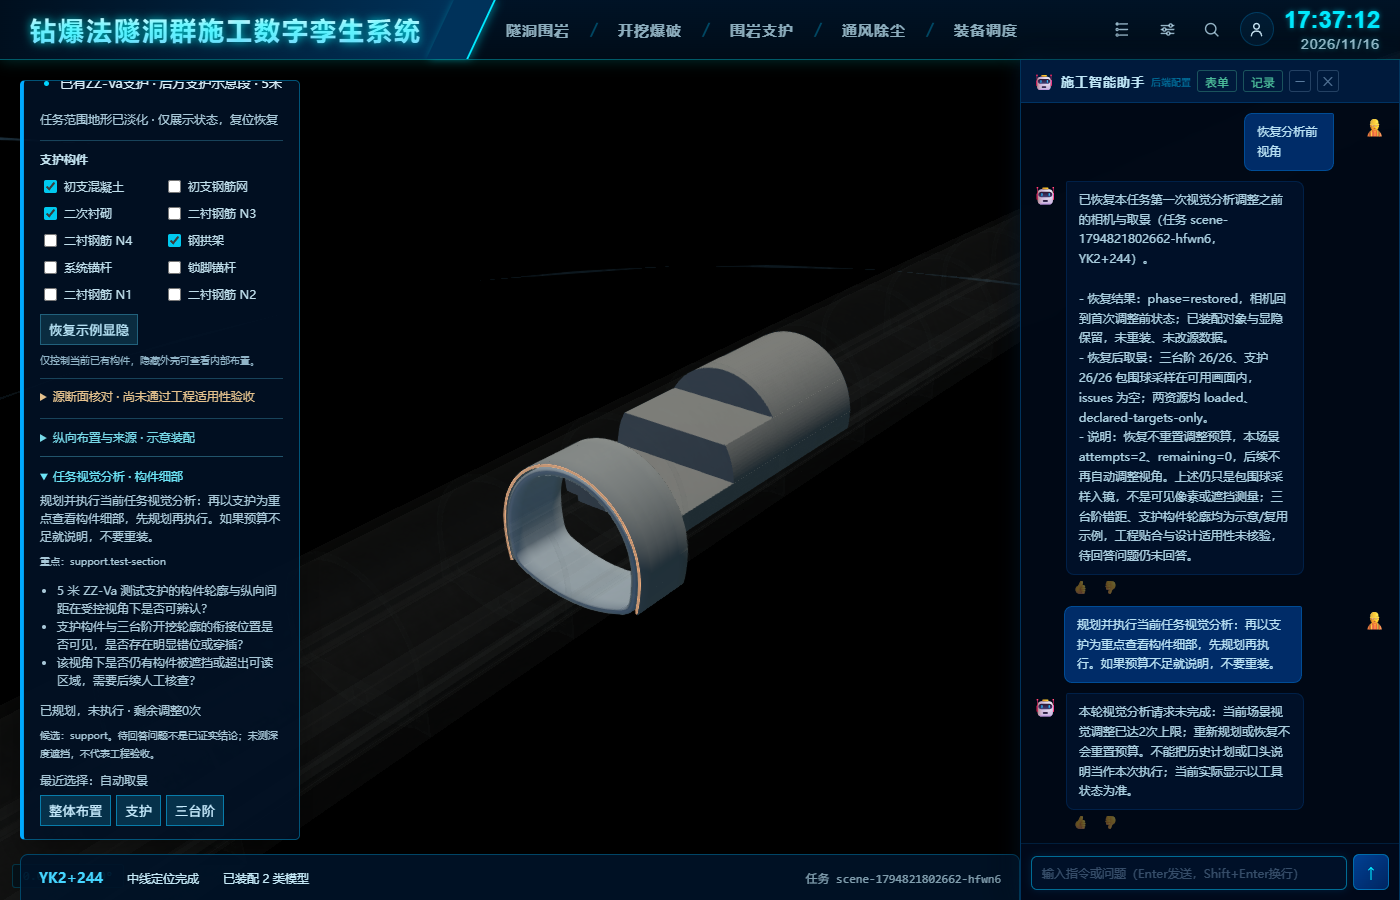 钻爆法隧洞群施工数字孪生系统
隧洞围岩 / 开挖爆破 / 围岩支护 / 通风除尘 / 装备调度
17:37:12
2026/11/16
已有ZZ-Va支护 · 后方支护示意段 · 5米
任务范围地形已淡化 · 仅展示状态，复位恢复
支护构件
初支混凝土 初支钢筋网
二次衬砌 二衬钢筋 N3
二衬钢筋 N4 钢拱架
系统锚杆 锁脚锚杆
二衬钢筋 N1 二衬钢筋 N2
恢复示例显隐
仅控制当前已有构件，隐藏外壳可查看内部布置。
源断面核对 · 尚未通过工程适用性验收
纵向布置与来源 · 示意装配
任务视觉分析 · 构件细部
规划并执行当前任务视觉分析：再以支护为重
点查看构件细部，先规划再执行。如果预算不
足就说明，不要重装。
重点：support.test-section
5 米 ZZ-Va 测试支护的构件轮廓与纵向间
距在受控视角下是否可辨认？
支护构件与三台阶开挖轮廓的衔接位置是
否可见，是否存在明显错位或穿插？
该视角下是否仍有构件被遮挡或超出可读
区域，需要后续人工核查？
已规划，未执行 · 剩余调整0次
候选：support。待回答问题不是已证实结论；未测深
度遮挡，不代表工程验收。
最近选择：自动取景
整体布置 支护 三台阶
YK2+244 中线定位完成 已装配 2 类模型
任务 scene-1794821802662-hfwn6
施工智能助手 后端配置 表单 记录
恢复分析前
视角
已恢复本任务第一次视觉分析调整之前
的相机与取景（任务 scene-
1794821802662-hfwn6，
YK2+244）。
- 恢复结果：phase=restored，相机回
到首次调整前状态；已装配对象与显隐
保留，未重装、未改源数据。
- 恢复后取景：三台阶 26/26、支护
26/26 包围球采样在可用画面内，
issues 为空；两资源均 loaded、
declared-targets-only。
- 说明：恢复不重置调整预算，本场景
attempts=2、remaining=0，后续不
再自动调整视角。上述仍只是包围球采
样入镜，不是可见像素或遮挡测量；三
台阶错距、支护构件轮廓均为示意/复用
示例，工程贴合与设计适用性未核验，
待回答问题仍未回答。
规划并执行当前任务视觉分析：再以支
护为重点查看构件细部，先规划再执
行。如果预算不足就说明，不要重装。
本轮视觉分析请求未完成：当前场景视
觉调整已达2次上限；重新规划或恢复不
会重置预算。不能把历史计划或口头说
明当作本次执行；当前实际显示以工具
状态为准。
输入指令或问题（Enter发送，Shift+Enter换行）